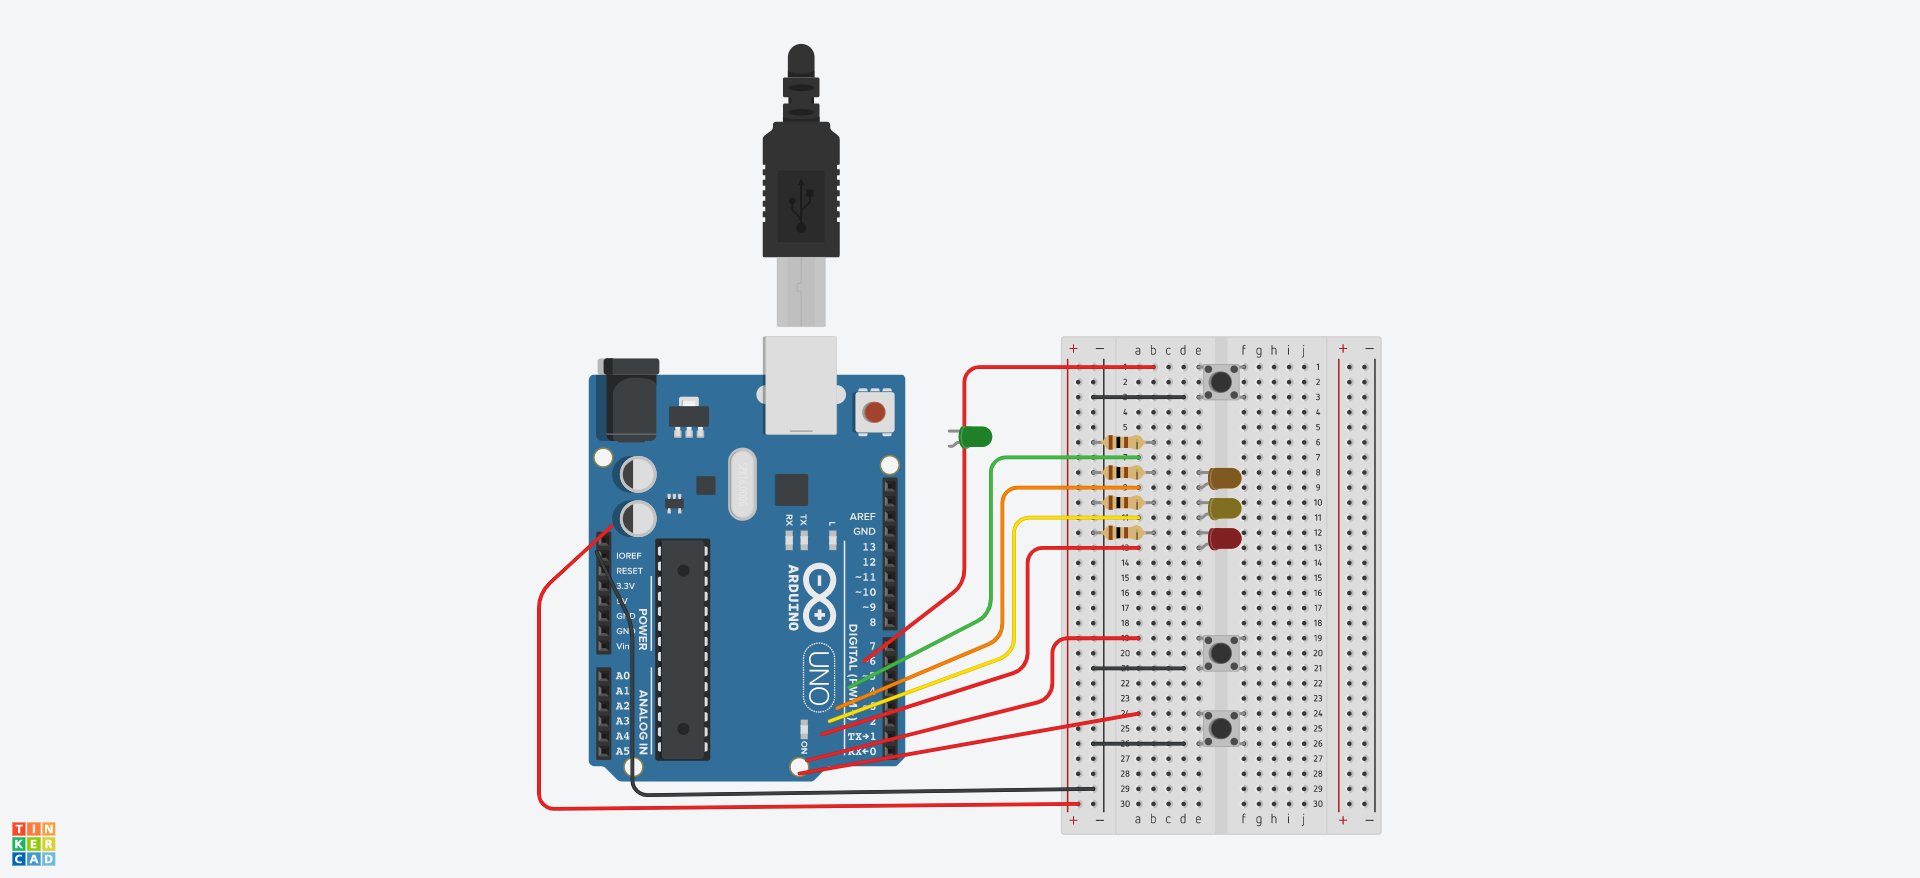 + − a b c d e f g h i j + −
1 1
2 2
3 3
4 4
5 5
6 6
7 7
8 8
9 9
10 10
11 11
12 12
13 13
14 14
15 15
16 16
17 17
18 18
19 19
20 20
21 21
22 22
23 23
24 24
25 25
26 26
27 27
28 28
29 29
30 30
+ − a b c d e f g h i j + −
IOREF
RESET
3.3V
5V
GND
GND
Vin
POWER
A0
A1
A2
A3
A4
A5
ANALOG IN
RX TX L
ARDUINO
UNO
ON
AREF
GND
13
12
~11
~10
~9
8
7
~6
~5
4
~3
2
TX→1
RX←0
DIGITAL (PWM~)
TIN
KER
CAD